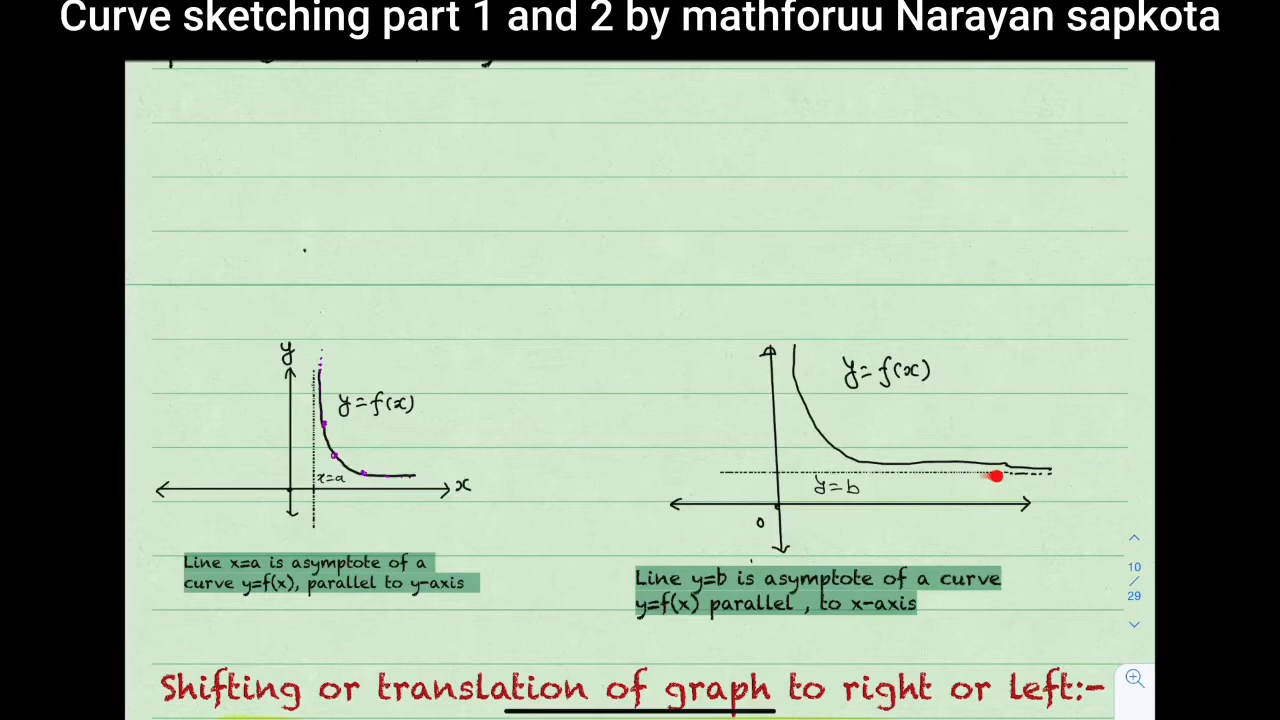 Curve sketching part 1 and 2 by mathforuu Narayan sapkota
y
y = f(x)
x=a
x
y = f(x)
y=b
0
Line x=a is asymptote of a
curve y=f(x), parallel to y-axis
Line y=b is asymptote of a curve
y=f(x) parallel , to x-axis
10
/
29
Shifting or translation of graph to right or left:-